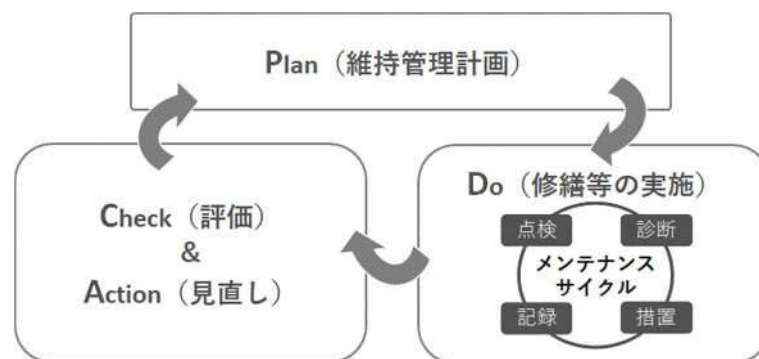 Plan（維持管理計画）
Do（修繕等の実施）
点検
診断
メンテナンス
サイクル
記録
措置
Check（評価）
&
Action（見直し）